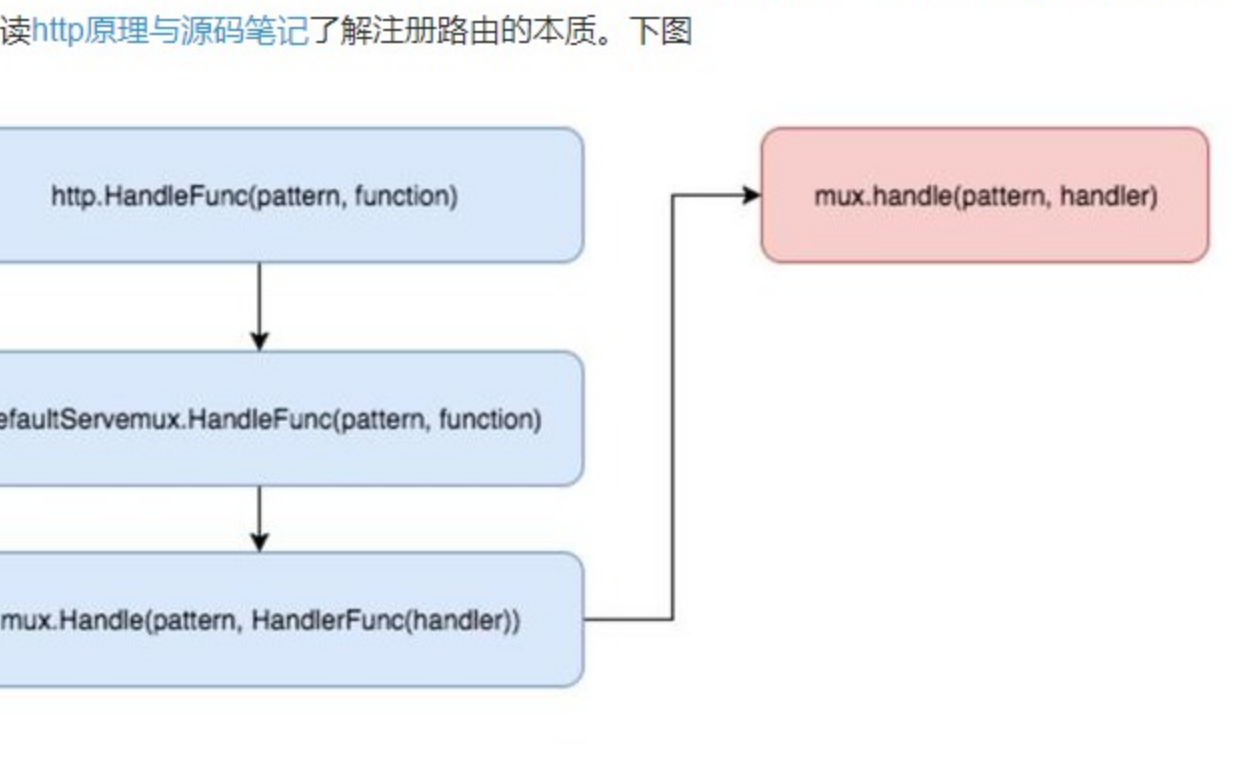 读http原理与源码笔记了解注册路由的本质。下图
http.HandleFunc(pattern, function)
mux.handle(pattern, handler)
efaultServemux.HandleFunc(pattern, function)
mux.Handle(pattern, HandlerFunc(handler))